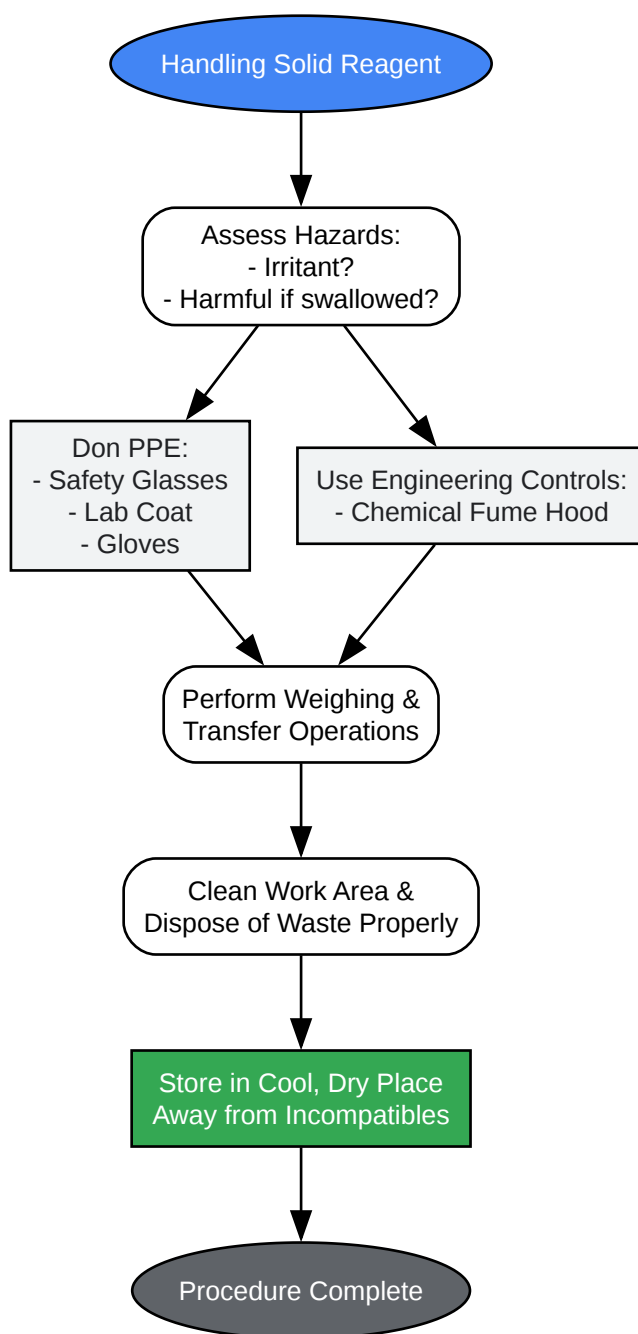 Handling Solid Reagent
Assess Hazards:
- Irritant?
- Harmful if swallowed?
Don PPE:
- Safety Glasses
- Lab Coat
- Gloves
Use Engineering Controls:
- Chemical Fume Hood
Perform Weighing &
Transfer Operations
Clean Work Area &
Dispose of Waste Properly
Store in Cool, Dry Place
Away from Incompatibles
Procedure Complete